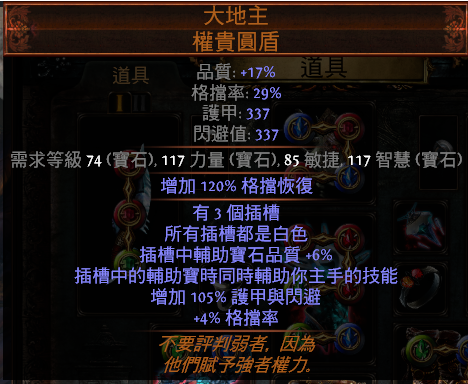 大地主
權貴圓盾
道具
道具
品質: +17%
格擋率: 29%
護甲: 337
閃避值: 337
需求等級 74 (寶石), 117 力量 (寶石), 85 敏捷, 117 智慧 (寶石)
增加 120% 格擋恢復
有 3 個插槽
所有插槽都是白色
插槽中輔助寶石品質 +6%
插槽中的輔助寶時同時輔助你主手的技能
增加 105% 護甲與閃避
+4% 格擋率
不要評判弱者，因為
他們賦予強者權力。